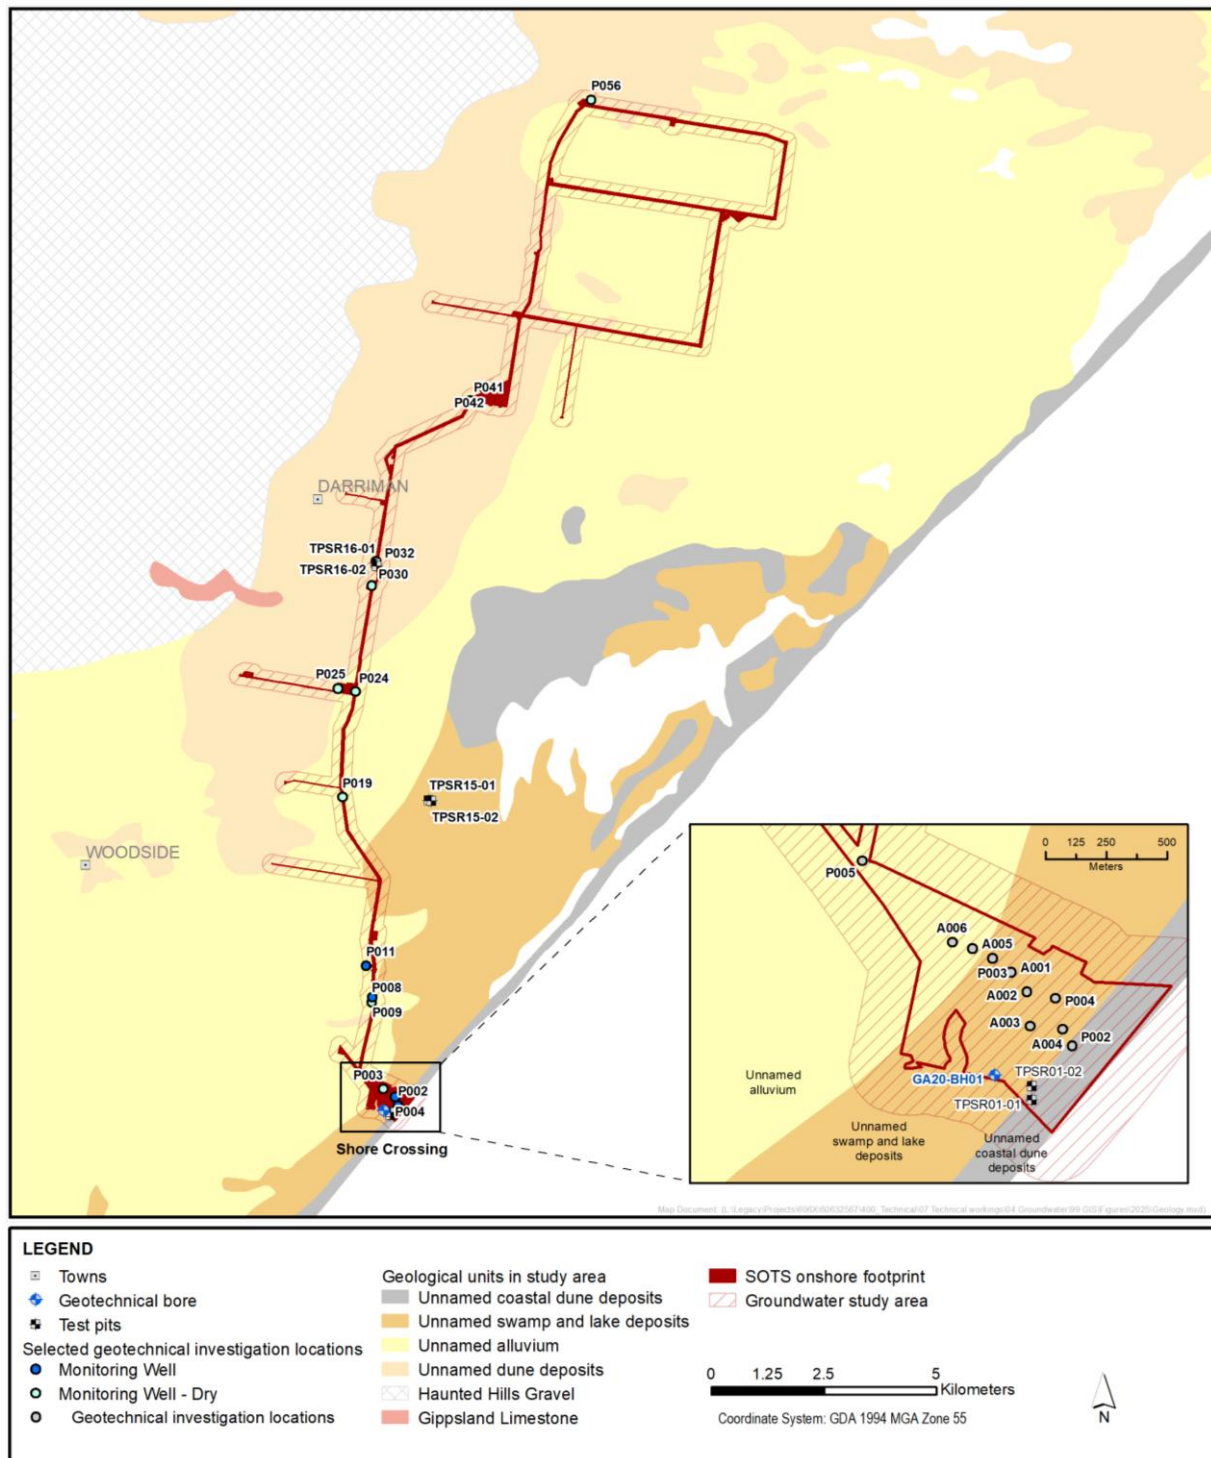 P056
P041
P042
DARRIMAN
TPSR16-01
P032
TPSR16-02
P030
P025
P024
P019
TPSR15-01
TPSR15-02
WOODSIDE
P011
P008
P009
P003
P002
P004
Shore Crossing
0 125 250 500
Meters
P005
A006
A005
P003
A001
A002
P004
A003
A004
P002
GA20-BH01
TPSR01-02
TPSR01-01
Unnamed
alluvium
Unnamed
swamp and lake
deposits
Unnamed
coastal dune
deposits
LEGEND
Towns
Geotechnical bore
Test pits
Selected geotechnical investigation locations
Monitoring Well
Monitoring Well - Dry
Geotechnical investigation locations
Geological units in study area
Unnamed coastal dune deposits
Unnamed swamp and lake deposits
Unnamed alluvium
Unnamed dune deposits
Haunted Hills Gravel
Gippsland Limestone
SOTS onshore footprint
Groundwater study area
0 1.25 2.5 5
Kilometers
Coordinate System: GDA 1994 MGA Zone 55
N